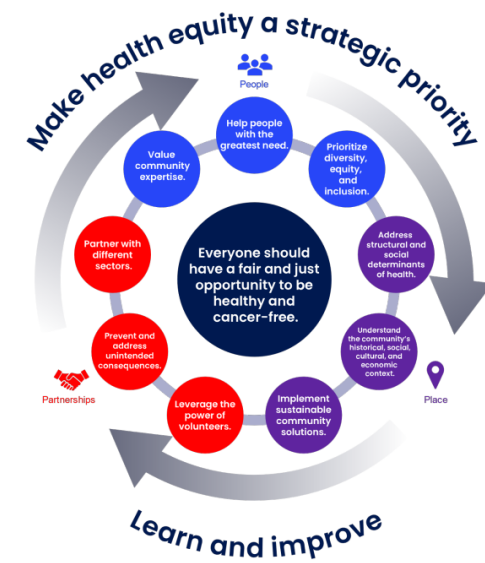 Make health equity a strategic priority
People
Help people
with the
greatest need.
Prioritize
diversity,
equity,
and
inclusion.
Address
structural and
social
determinants
of health.
Understand
the community's
historical, social,
cultural, and
economic
context.
Place
Implement
sustainable
community
solutions.
Leverage the
power of
volunteers.
Prevent and
address
unintended
consequences.
Partnerships
Partner with
different
sectors.
Value
community
expertise.
Everyone should
have a fair and just
opportunity to be
healthy and
cancer-free.
Learn and improve